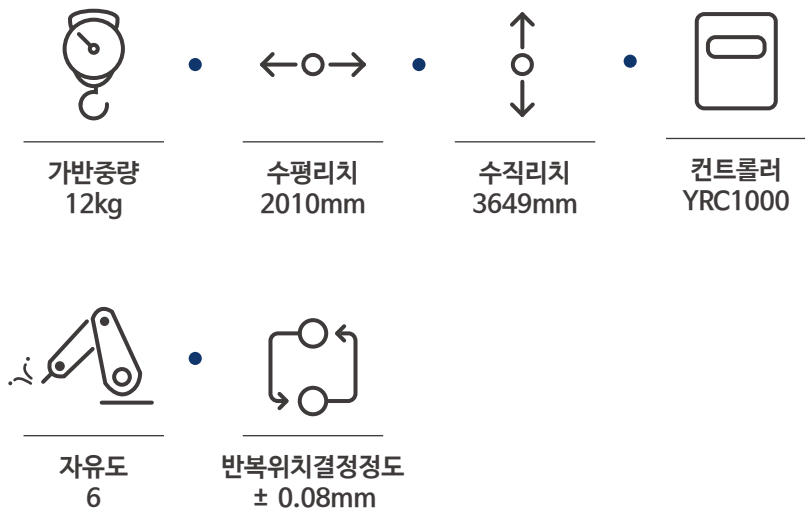 가반중량
12kg
수평리치
2010mm
수직리치
3649mm
컨트롤러
YRC1000
자유도
6
반복위치결정정도
± 0.08mm